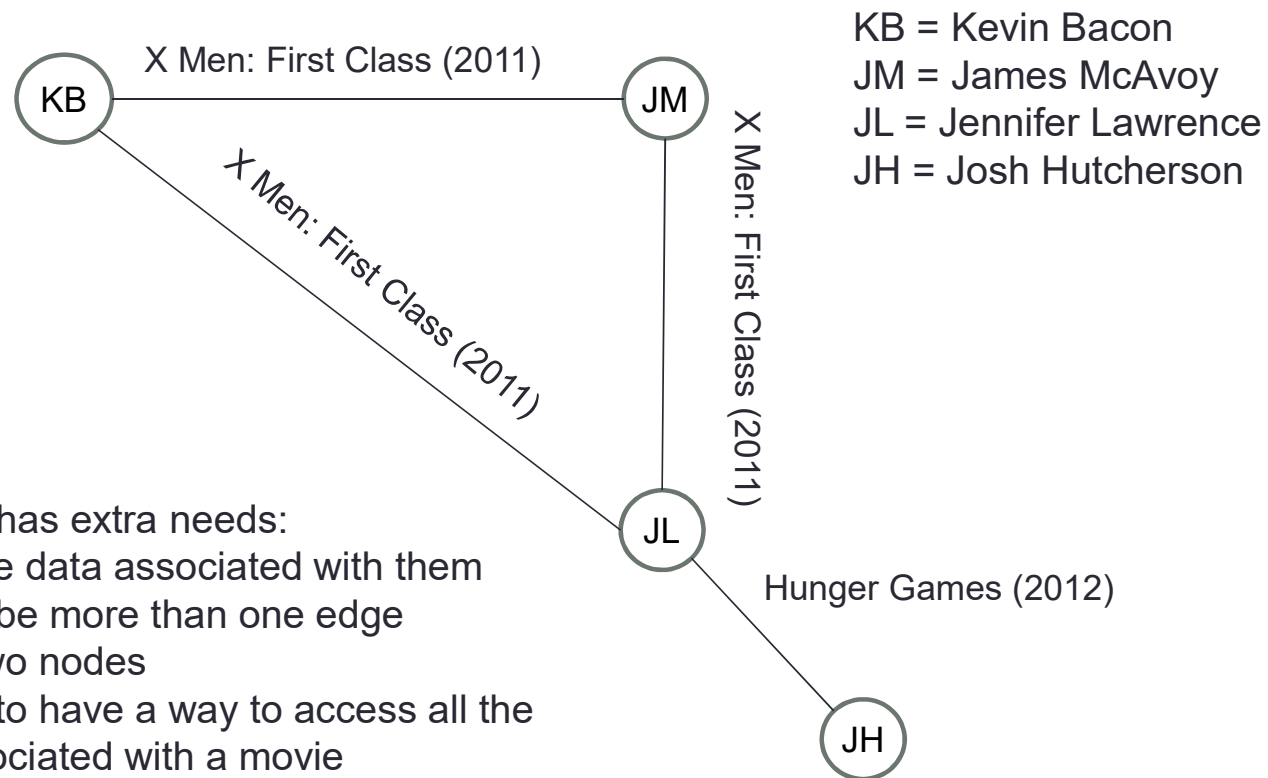 KB = Kevin Bacon
JM = James McAvoy
JL = Jennifer Lawrence
JH = Josh Hutcherson
X Men: First Class (2011)
KB
JM
X Men: First Class (2011)
X Men: First Class (2011)
JL
Hunger Games (2012)
JH
has extra needs:
e data associated with them
be more than one edge
vo nodes
to have a way to access all the
ociated with a movie